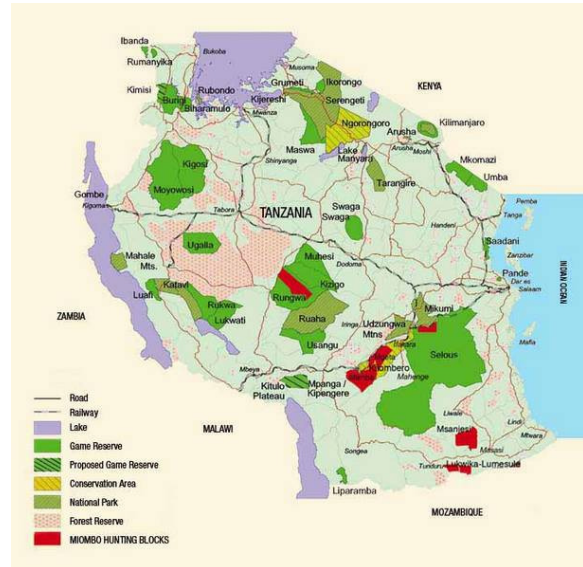 Ibanda
Bukoba
Rumanyika
Musoma
Ikorongo
KENYA
Grumeti
Kimisi
Rubondo
Kijereshi
Serengeti
Burigi
Biharamulo
Mwanza
Ngorongoro
Kilimanjaro
Arusha
Maswa
Lake
Manyara
Arusha
Moshi
Shinyanga
Mkomazi
Kigosi
Tarangire
Umba
Moyowosi
Gombe
Kigoman
Tabora
Swaga
Swaga
Pemba
TANZANIA
Handeni
Tanga
Ugalla
Muhesi
Saadani
Zanzibar
Mahale
Mts.
Dodoma
Kizigo
Pande
Dar es
Salaam
INDIAN OCEAN
Katavi
Rungwa
Luafi
Rukwa
Mikumi
ZAMBIA
Lukwati
Ruaha
Iringa
Udzungwa
Mtns
Mafia
Usangu
Selous
Kilombero
Mbeya
Mahenge
Kitulo
Plateau
Mpanga /
Kipengere
Liwale
Lindi
MALAWI
Msanjesi
Mtwara
Masasi
Songea
Tunduru
Lukwika-Lumesule
Liparamba
MOZAMBIQUE
Road
Railway
Lake
Game Reserve
Proposed Game Reserve
Conservation Area
National Park
Forest Reserve
MIOMBO HUNTING BLOCKS